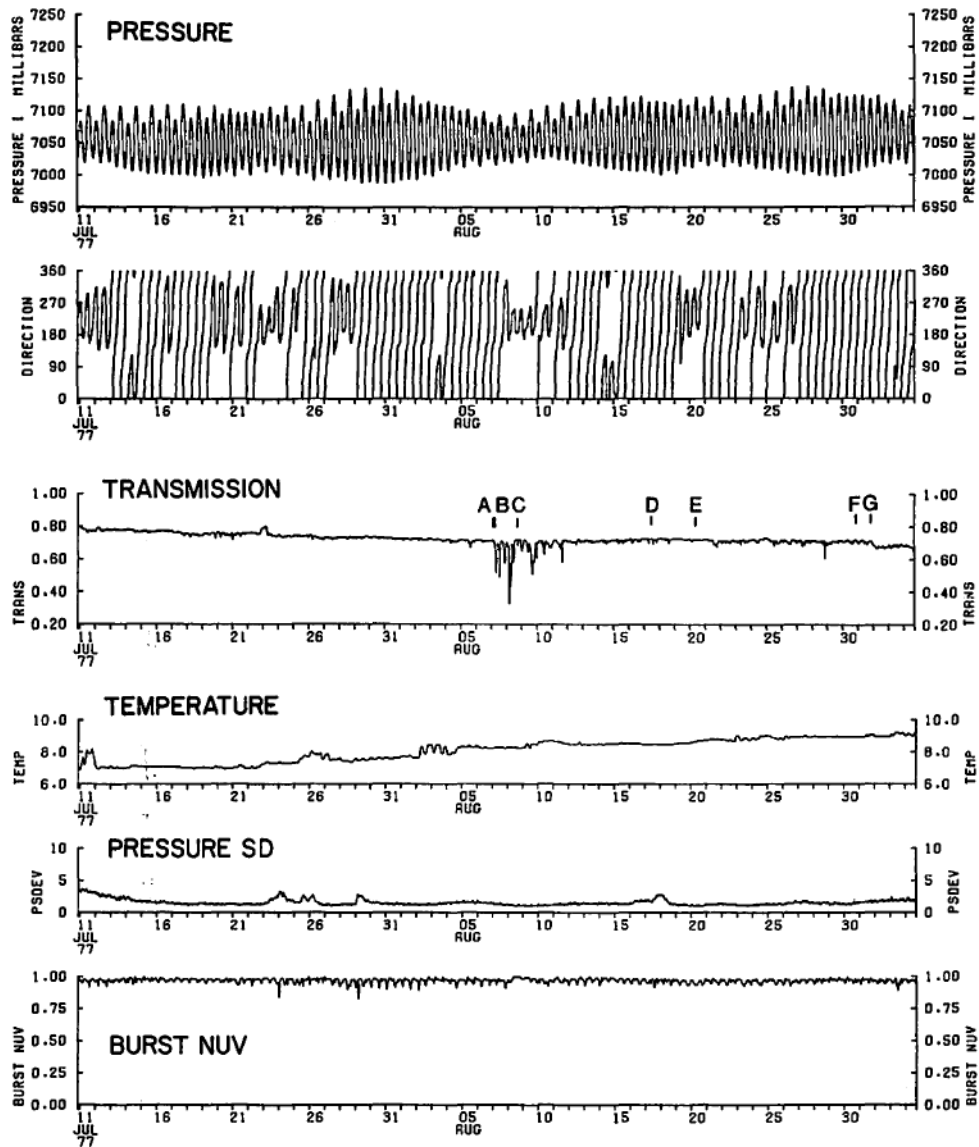 PRESSURE
PRESSURE I MILLIBARS
7250
7200
7150
7100
7050
7000
6950
7250
7200
7150
7100
7050
7000
6950
PRESSURE I MILLIBARS
11 16 21 26 31 05 10 15 20 25 30
JUL AUG
77
DIRECTION
360
270
180
90
0
360
270
180
90
0
DIRECTION
11 16 21 26 31 05 10 15 20 25 30
JUL AUG
77
TRANSMISSION
A B C D E F G
TRANS
1.00
0.80
0.60
0.40
0.20
1.00
0.80
0.60
0.40
0.20
TRANS
11 16 21 26 31 05 10 15 20 25 30
JUL AUG
77
TEMPERATURE
TEMP
10.0
8.0
6.0
10.0
8.0
6.0
TEMP
11 16 21 26 31 05 10 15 20 25 30
JUL AUG
77
PRESSURE SD
PSDEV
10
5
0
10
5
0
PSDEV
11 16 21 26 31 05 10 15 20 25 30
JUL AUG
77
BURST NUV
BURST NUV
1.00
0.75
0.50
0.25
0.00
1.00
0.75
0.50
0.25
0.00
BURST NUV
11 16 21 26 31 05 10 15 20 25 30
JUL AUG
77